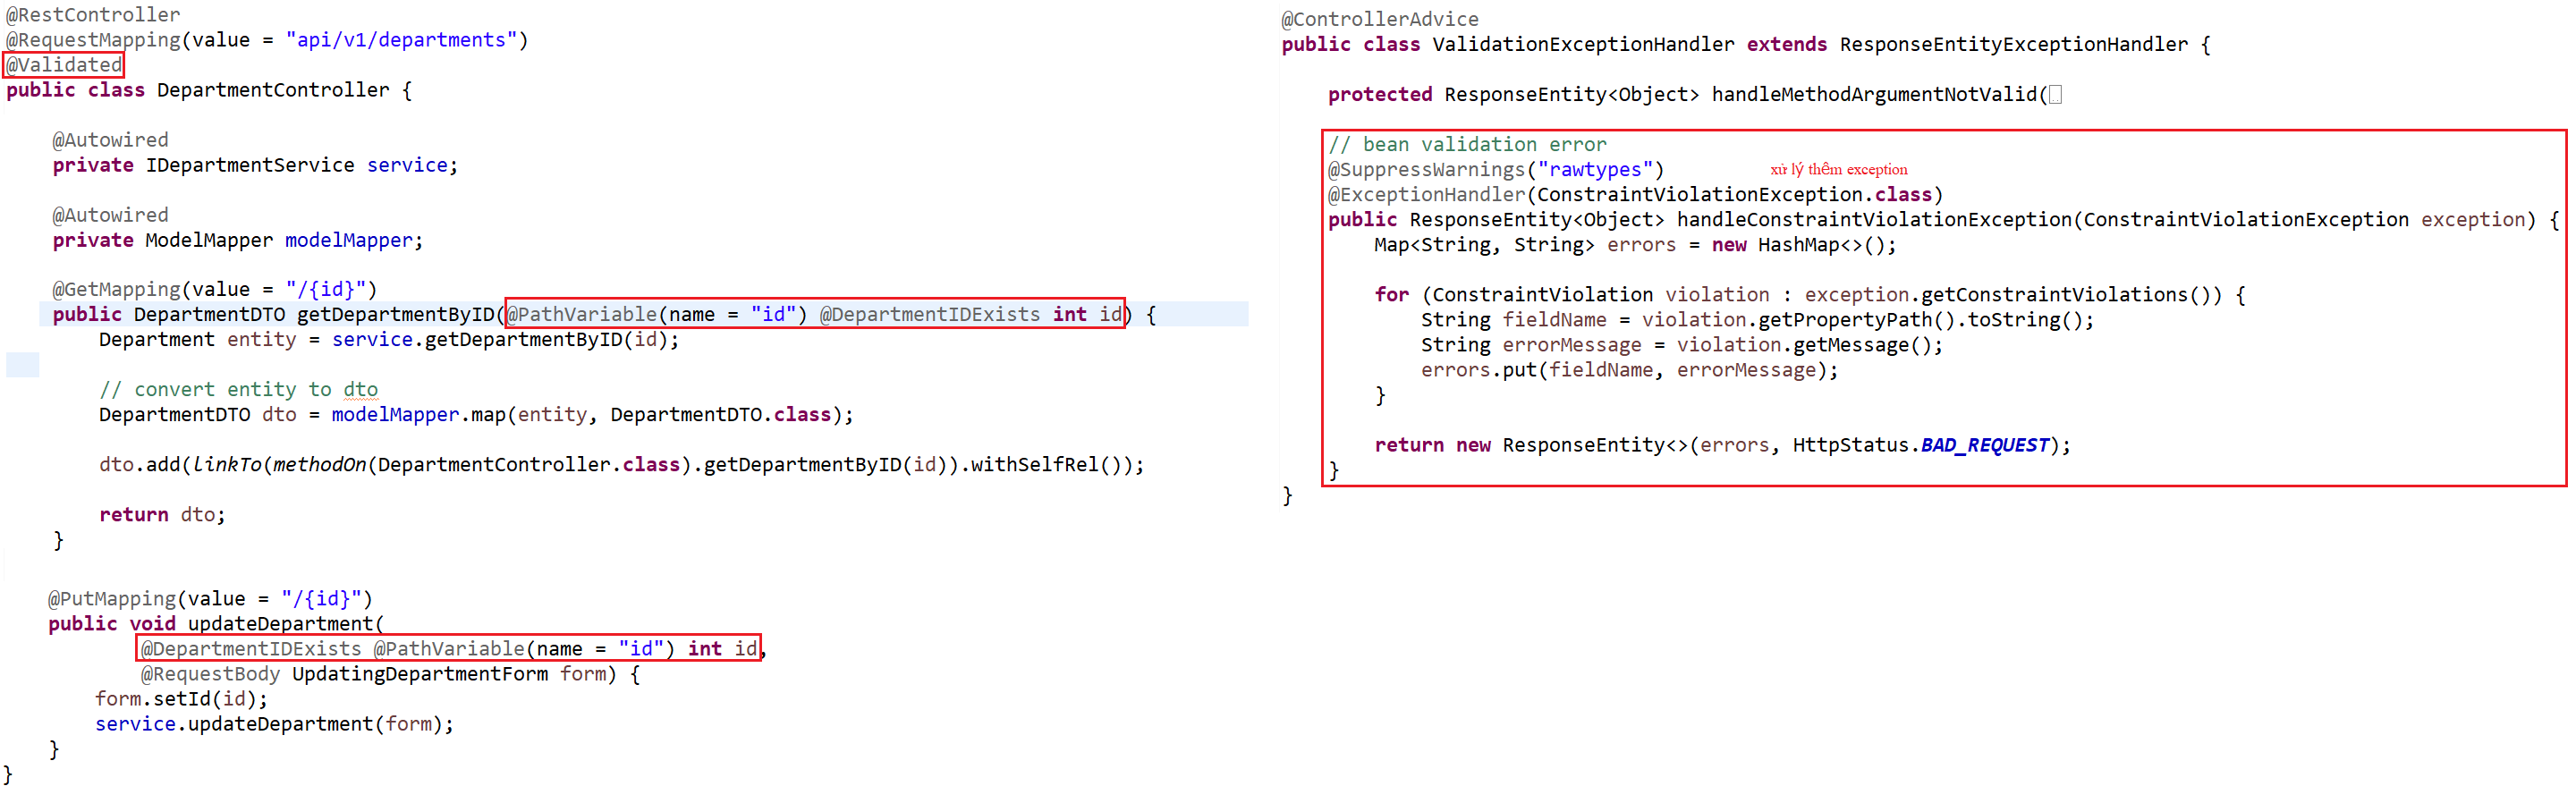 @RestController
@RequestMapping(value = "api/v1/departments")
@Validated
public class DepartmentController {
@Autowired
private IDepartmentService service;
@Autowired
private ModelMapper modelMapper;
@GetMapping(value = "/{id}")
public DepartmentDTO getDepartmentByID(@PathVariable(name = "id") @DepartmentIDExists int id) {
Department entity = service.getDepartmentByID(id);
// convert entity to dto
DepartmentDTO dto = modelMapper.map(entity, DepartmentDTO.class);
dto.add(linkTo(methodOn(DepartmentController.class).getDepartmentByID(id)).withSelfRel());
return dto;
}
@PutMapping(value = "/{id}")
public void updateDepartment(
@DepartmentIDExists @PathVariable(name = "id") int id,
@RequestBody UpdatingDepartmentForm form) {
form.setId(id);
service.updateDepartment(form);
}
}
@ControllerAdvice
public class ValidationExceptionHandler extends ResponseEntityExceptionHandler {
protected ResponseEntity<Object> handleMethodArgumentNotValid(
// bean validation error
@SuppressWarnings("rawtypes")
xử lý thêm exception
@ExceptionHandler(ConstraintViolationException.class)
public ResponseEntity<Object> handleConstraintViolationException(ConstraintViolationException exception) {
Map<String, String> errors = new HashMap<>();
for (ConstraintViolation violation : exception.getConstraintViolations()) {
String fieldName = violation.getPropertyPath().toString();
String errorMessage = violation.getMessage();
errors.put(fieldName, errorMessage);
}
return new ResponseEntity<>(errors, HttpStatus.BAD_REQUEST);
}
}